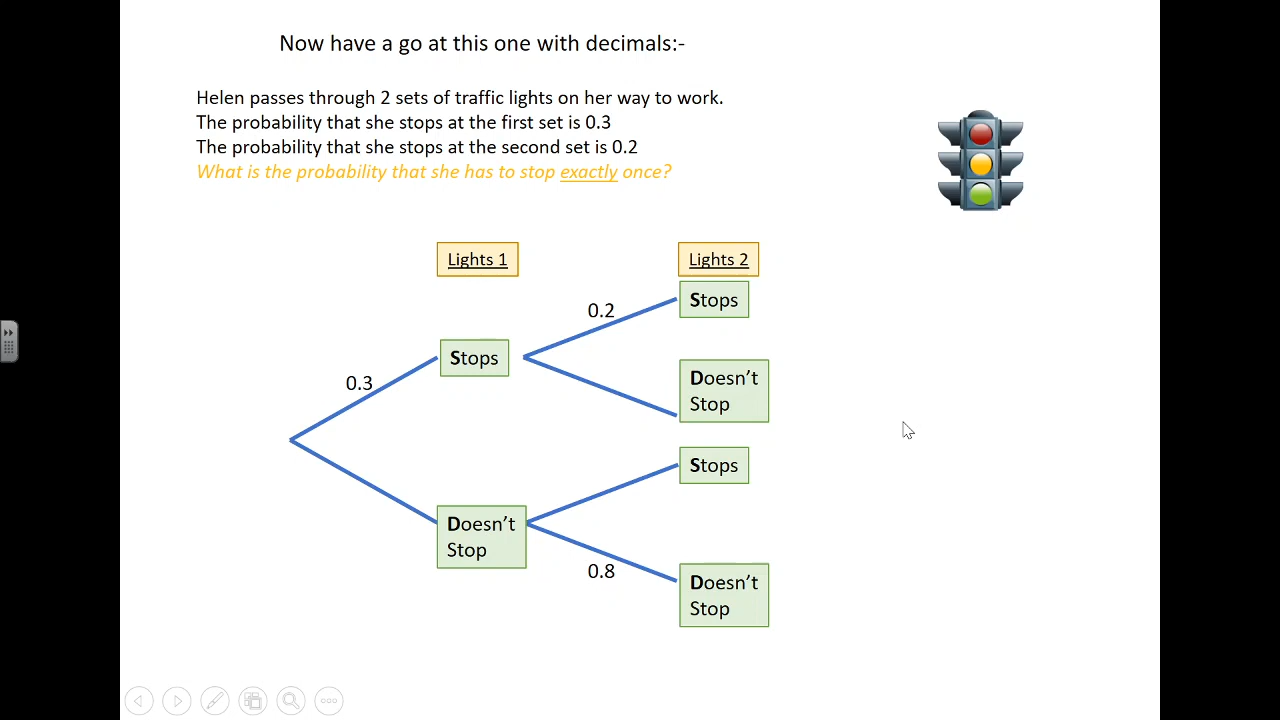 Now have a go at this one with decimals:-
Helen passes through 2 sets of traffic lights on her way to work.
The probability that she stops at the first set is 0.3
The probability that she stops at the second set is 0.2
What is the probability that she has to stop exactly once?
Lights 1
Lights 2
Stops
0.2
Stops
Doesn’t
Stop
0.3
Stops
Doesn’t
Stop
0.8
Doesn’t
Stop